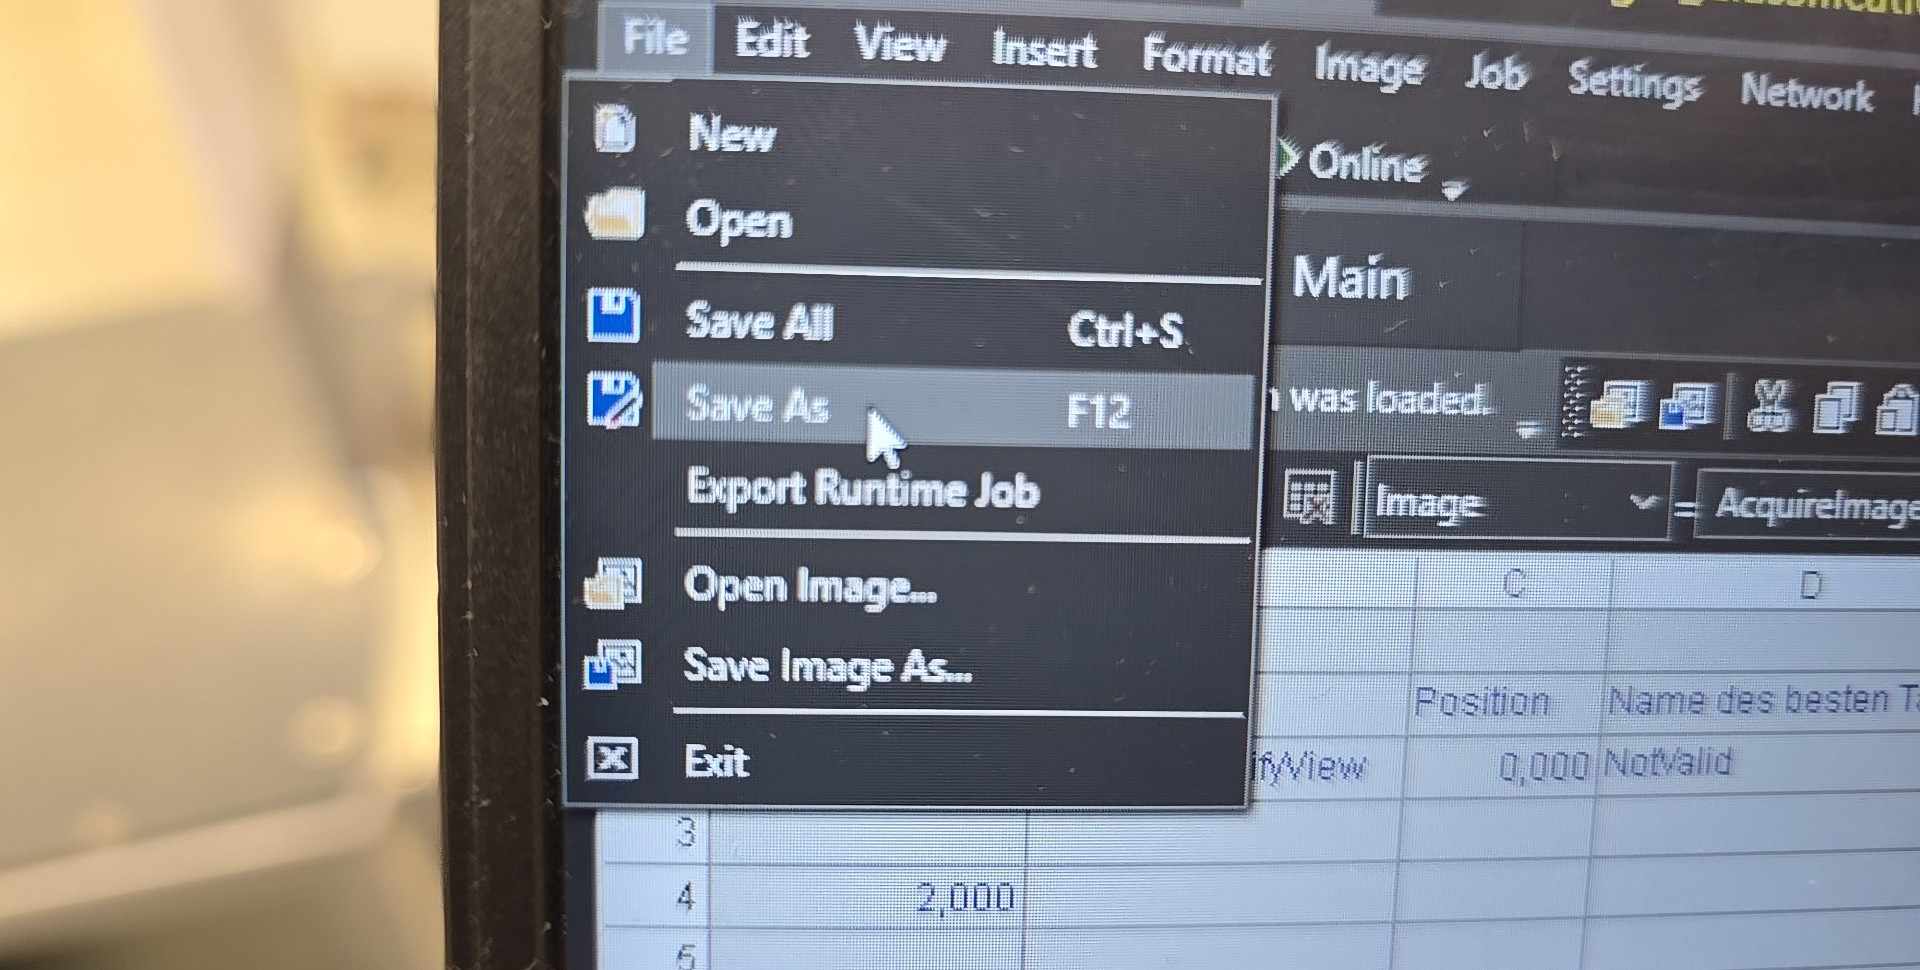 File Edit View Insert Format Image Job Settings Network
New
Online
Open
Main
Save All Ctrl+S
Save As F12
was loaded.
Export Runtime Job
Image = AcquireImage
Open Image...
C D
Save Image As...
Position Name des besten
Exit
ifyView 0,000 NotValid
3
4 2,000
5